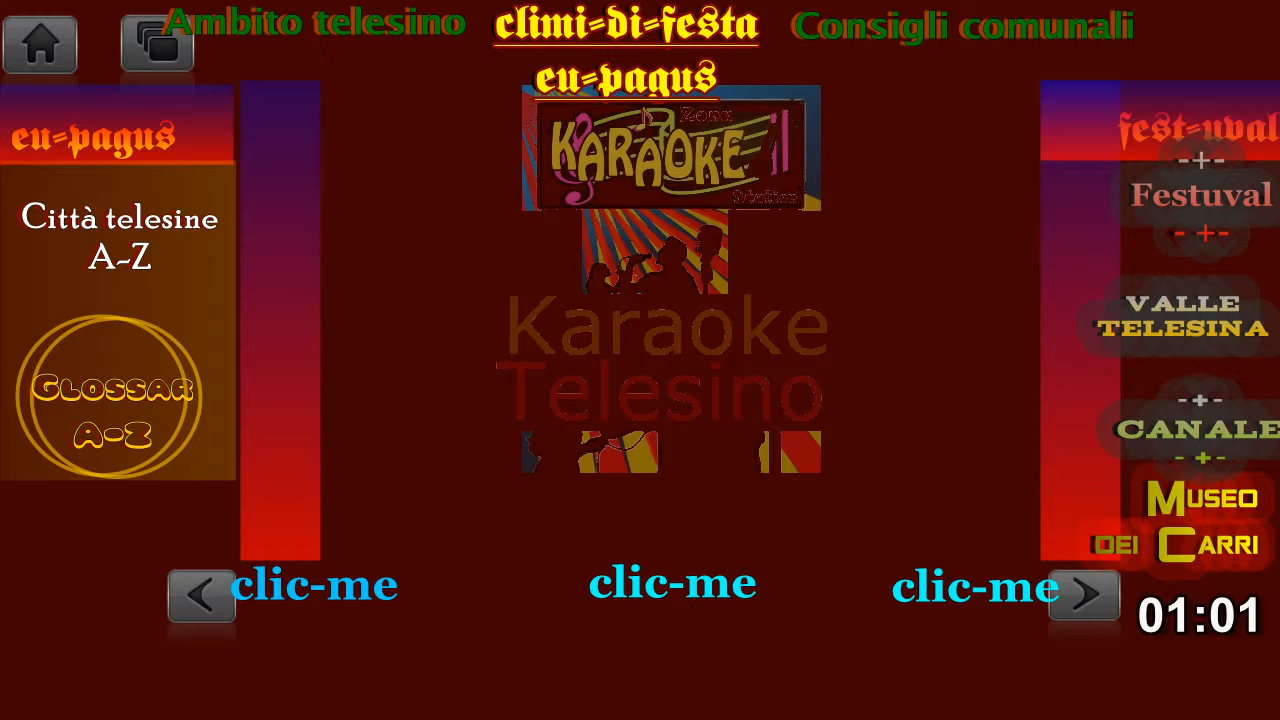 Ambito telesino
climi=di=festa
Consigli comunali
eu=pagus
eu=pagus
Città telesine
A-Z
Glossar
A-Z
Zona
KARAOKE
Karaoke
Telesino
fest=uval
-+-
Festuval
- +-
VALLE
TELESINA
-+-
CANALE
-+-
Museo
dei Carri
clic-me
clic-me
clic-me
01:01